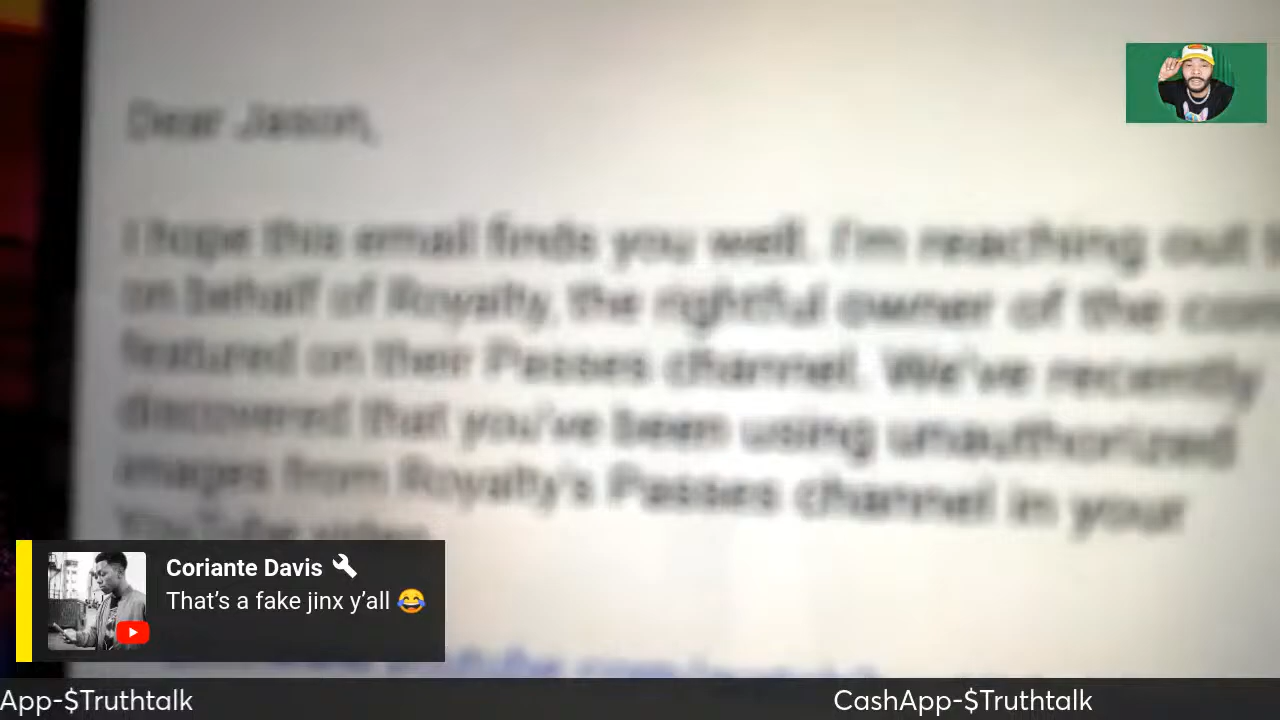 Dear Jason,
I hope this email finds you well. I'm reaching out
on behalf of Royalty, the rightful owner of the
featured on their Passes channel. We've recently
discovered that you've been using unauthorized
images from Royalty's Passes channel in your
YouTube video
Coriante Davis
That’s a fake jinx y’all 😂
App-$Truthtalk CashApp-$Truthtalk